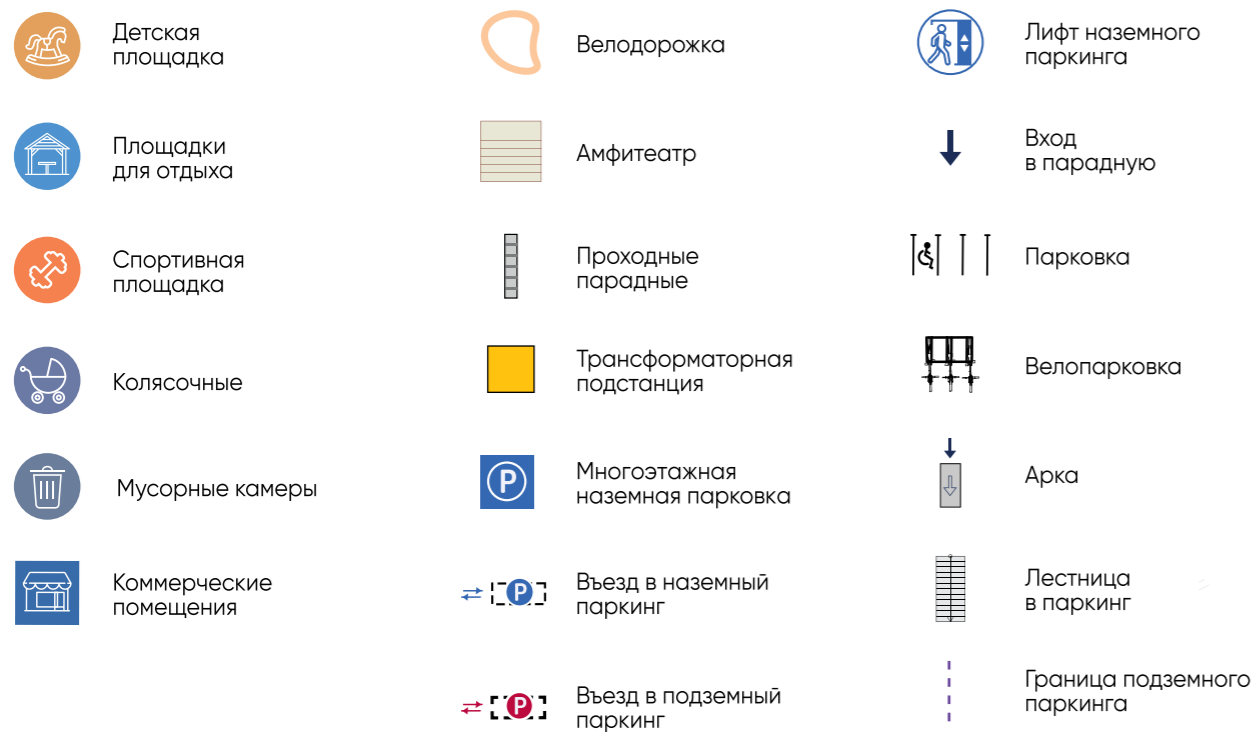 Детская
площадка
Площадки
для отдыха
Спортивная
площадка
Колясочные
Мусорные камеры
Коммерческие
помещения
Велодорожка
Амфитеатр
Проходные
парадные
Трансформаторная
подстанция
P
Многоэтажная
наземная парковка
P
Въезд в наземный
паркинг
P
Въезд в подземный
паркинг
Лифт наземного
паркинга
Вход
в парадную
Парковка
Велопарковка
Арка
Лестница
в паркинг
Граница подземного
паркинга